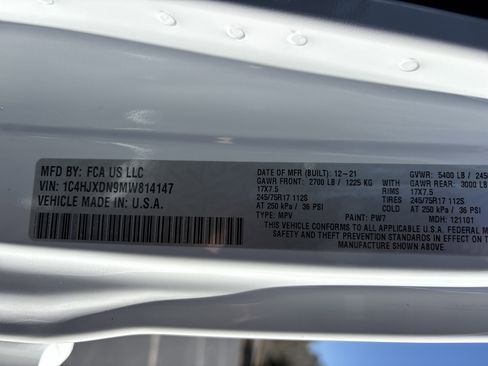 MFD BY: FCA US LLC
VIN: 1C4HJXDN9MW814147
VEHICLE MADE IN: U.S.A.
DATE OF MFR (BUILT): 12-21 GVWR: 5400 LB / 245
GAWR FRONT: 2700 LB / 1225 KG WITH GAWR REAR: 3000 LB
17X7.5 RIMS 17X7.5
245/75R17 112S TIRES 245/75R17 112S
AT 250 kPa / 36 PSI COLD AT 250 kPa / 36 PSI
TYPE: MPV PAINT: PW7 MDH: 121101
THIS VEHICLE CONFORMS TO ALL APPLICABLE U.S.A. FEDERAL M
SAFETY AND THEFT PREVENTION STANDARDS IN EFFECT ON T
MANUFACTURE SHOWN ABOVE.